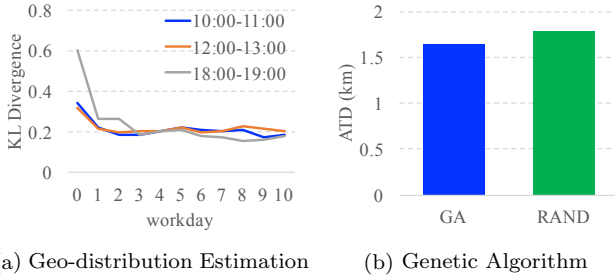 0.8
0.6
0.4
0.2
0
KL Divergence
10:00-11:00
12:00-13:00
18:00-19:00
0 1 2 3 4 5 6 7 8 9 10
workday
2
1.5
1
0.5
0
ATD (km)
GA RAND
a) Geo-distribution Estimation
(b) Genetic Algorithm